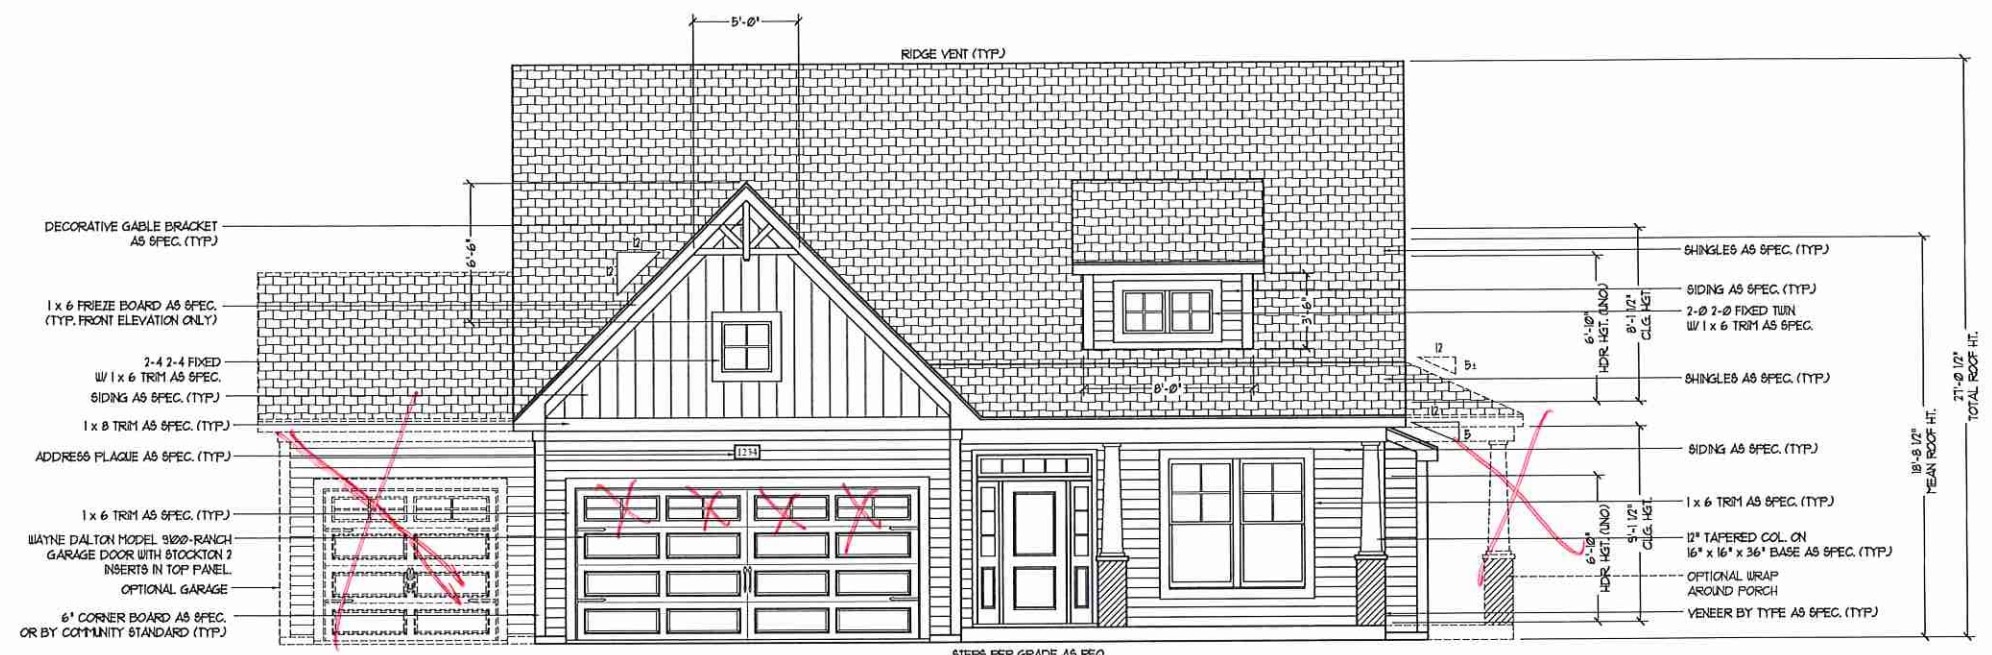 5'-0"
RIDGE VENT (TYP.)
DECORATIVE GABLE BRACKET
AS SPEC. (TYP.)
6'-6"
12
12
1 x 6 FRIEZE BOARD AS SPEC.
(TYP. FRONT ELEVATION ONLY)
2-4 2-4 FIXED
W/ 1 x 6 TRIM AS SPEC.
SIDING AS SPEC. (TYP.)
1 x 8 TRIM AS SPEC. (TYP.)
ADDRESS PLAQUE AS SPEC. (TYP.)
1234
1 x 6 TRIM AS SPEC. (TYP.)
WAYNE DALTON MODEL 9100-RANCH
GARAGE DOOR WITH STOCKTON 2
INSERTS IN TOP PANEL.
OPTIONAL GARAGE
6" CORNER BOARD AS SPEC.
OR BY COMMUNITY STANDARD (TYP.)
3'-6"
8'-0"
SHINGLES AS SPEC. (TYP.)
SIDING AS SPEC. (TYP.)
2-0 2-0 FIXED TWIN
W/ 1 x 6 TRIM AS SPEC.
6'-10"
HDR. HGT. (UNO)
8'-1 1/2"
CLG. HGT.
12
5±
SHINGLES AS SPEC. (TYP.)
12
5
SIDING AS SPEC. (TYP.)
1 x 6 TRIM AS SPEC. (TYP.)
12" TAPERED COL. ON
16" x 16" x 36" BASE AS SPEC. (TYP.)
OPTIONAL WRAP
AROUND PORCH
VENEER BY TYPE AS SPEC. (TYP.)
6'-10"
HDR. HGT. (UNO)
9'-1 1/2"
CLG. HGT.
18'-8 1/2"
MEAN ROOF HT.
27'-0 1/2"
TOTAL ROOF HT.
STEPS PER GRADE AS REQ.